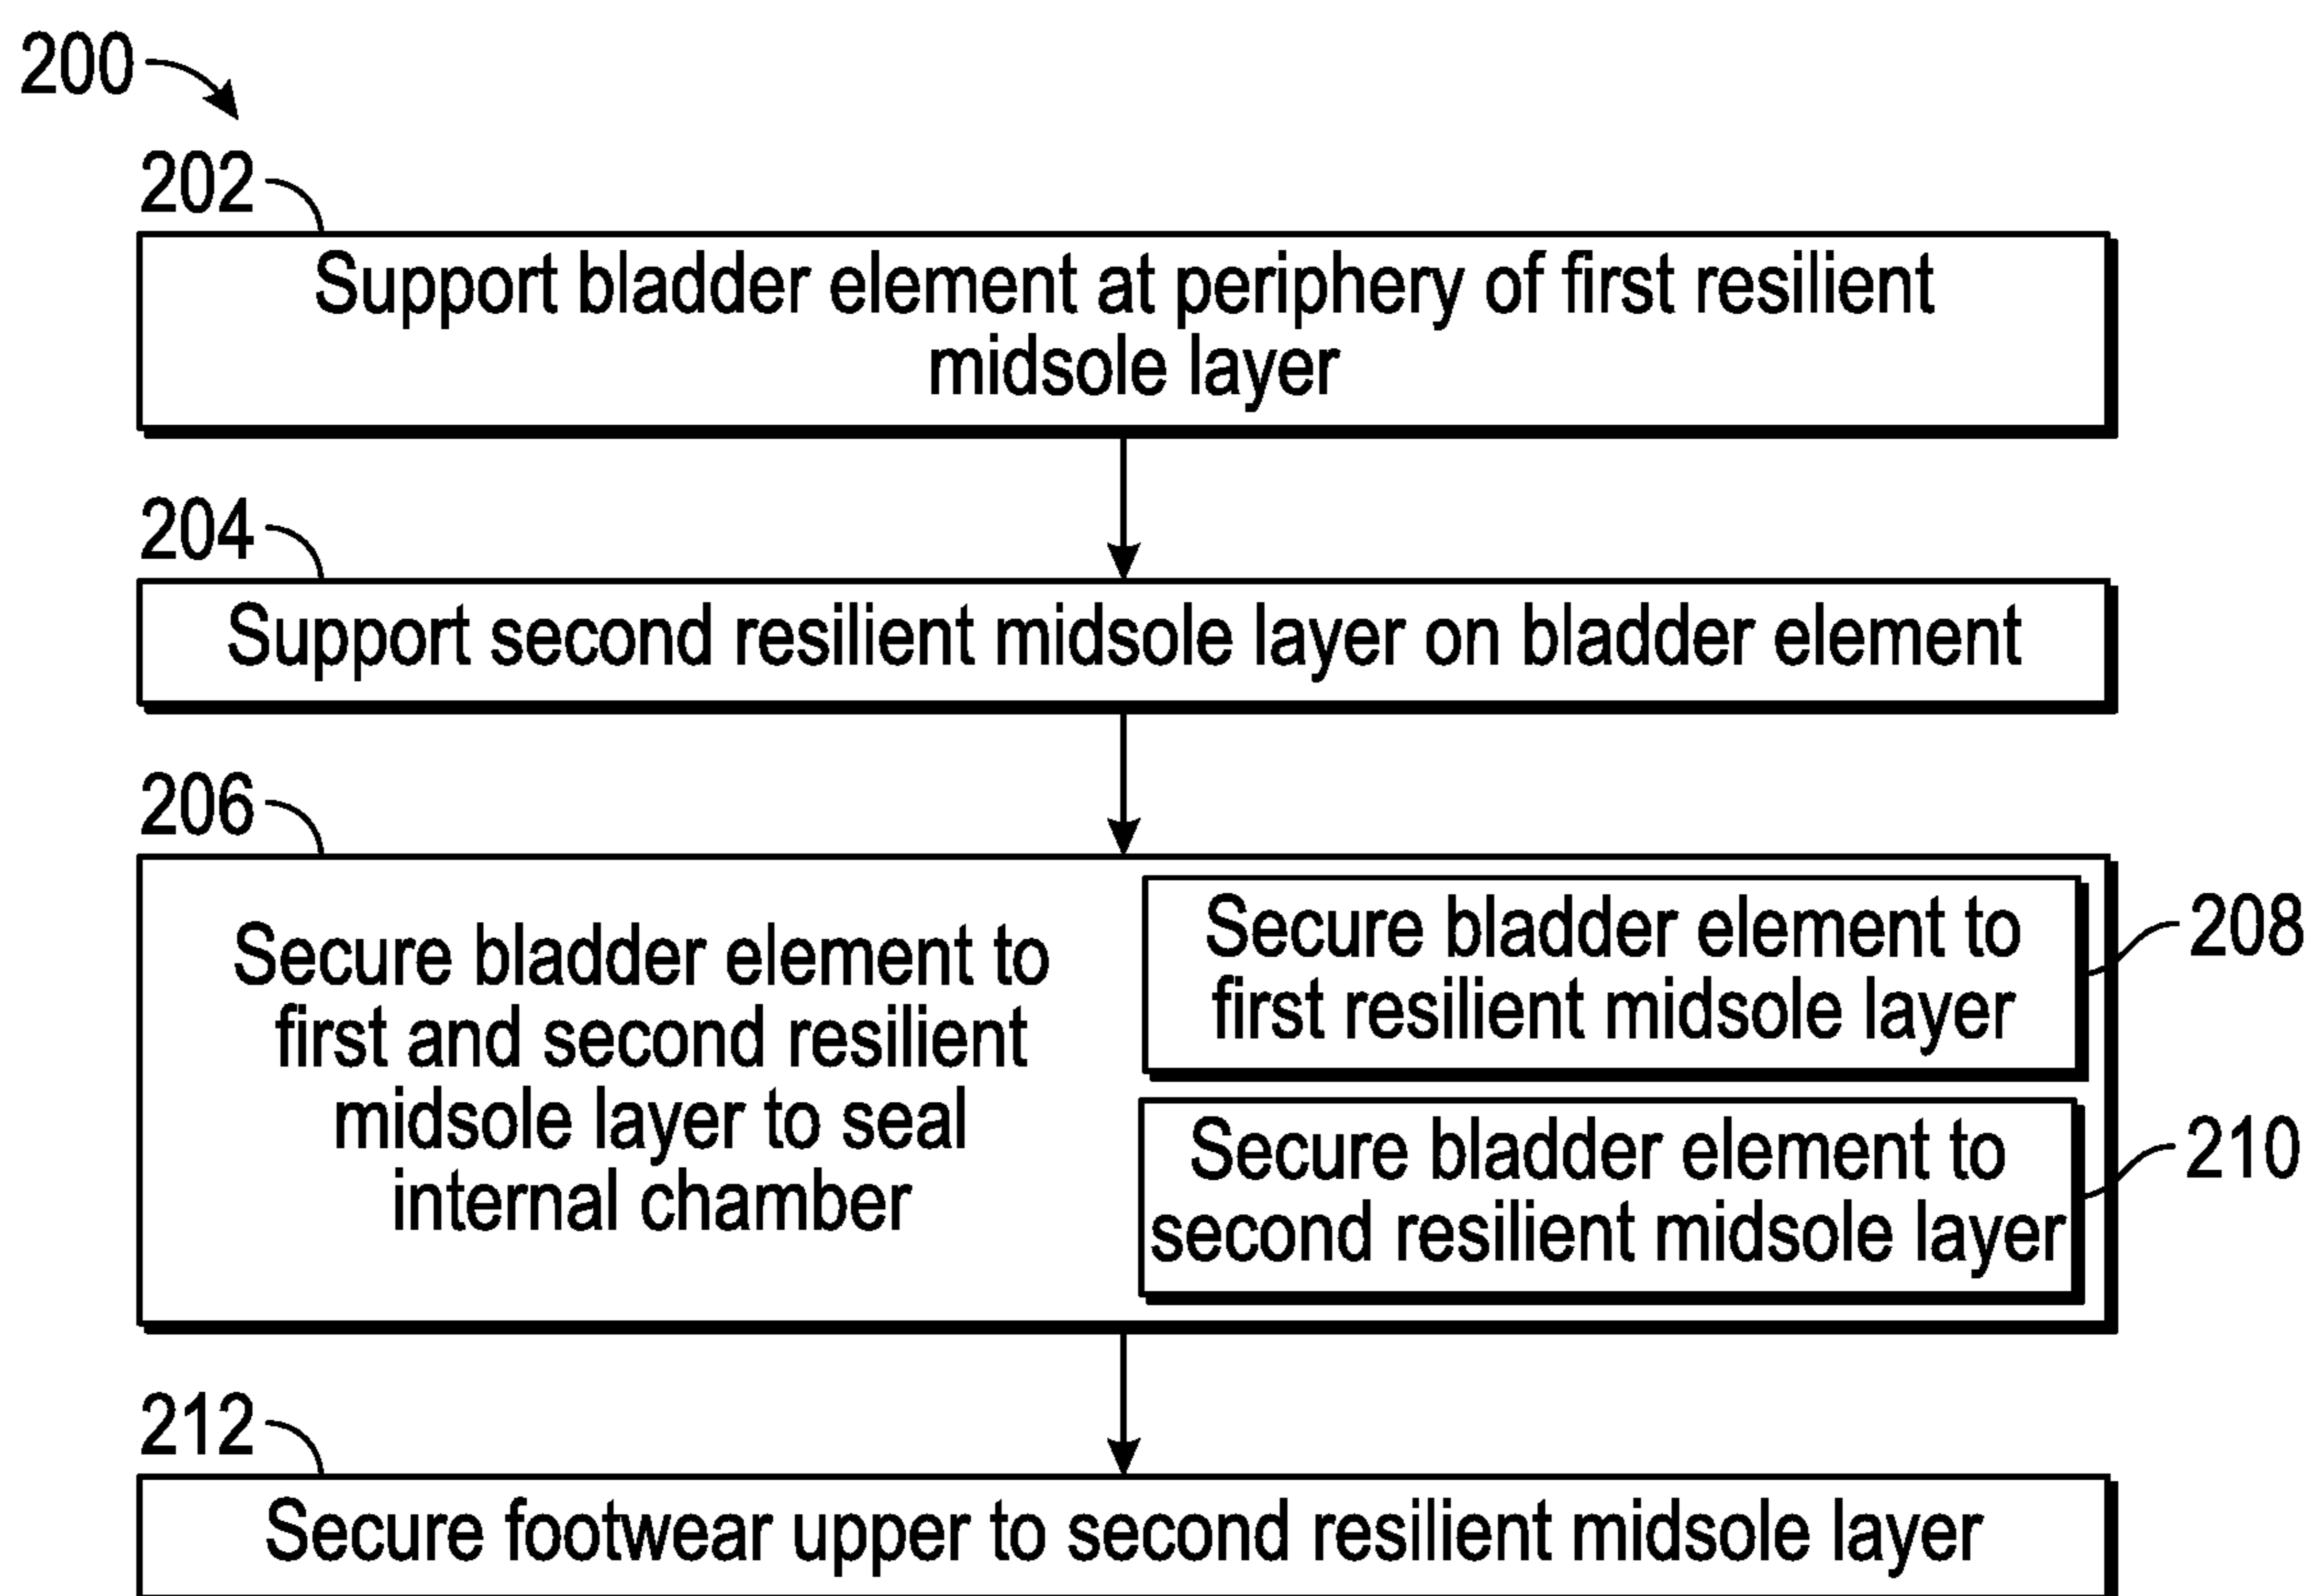 200
202
Support bladder element at periphery of first resilient
midsole layer
204
Support second resilient midsole layer on bladder element
206
Secure bladder element to
first and second resilient
midsole layer to seal
internal chamber
Secure bladder element to
first resilient midsole layer
208
Secure bladder element to
second resilient midsole layer
210
212
Secure footwear upper to second resilient midsole layer